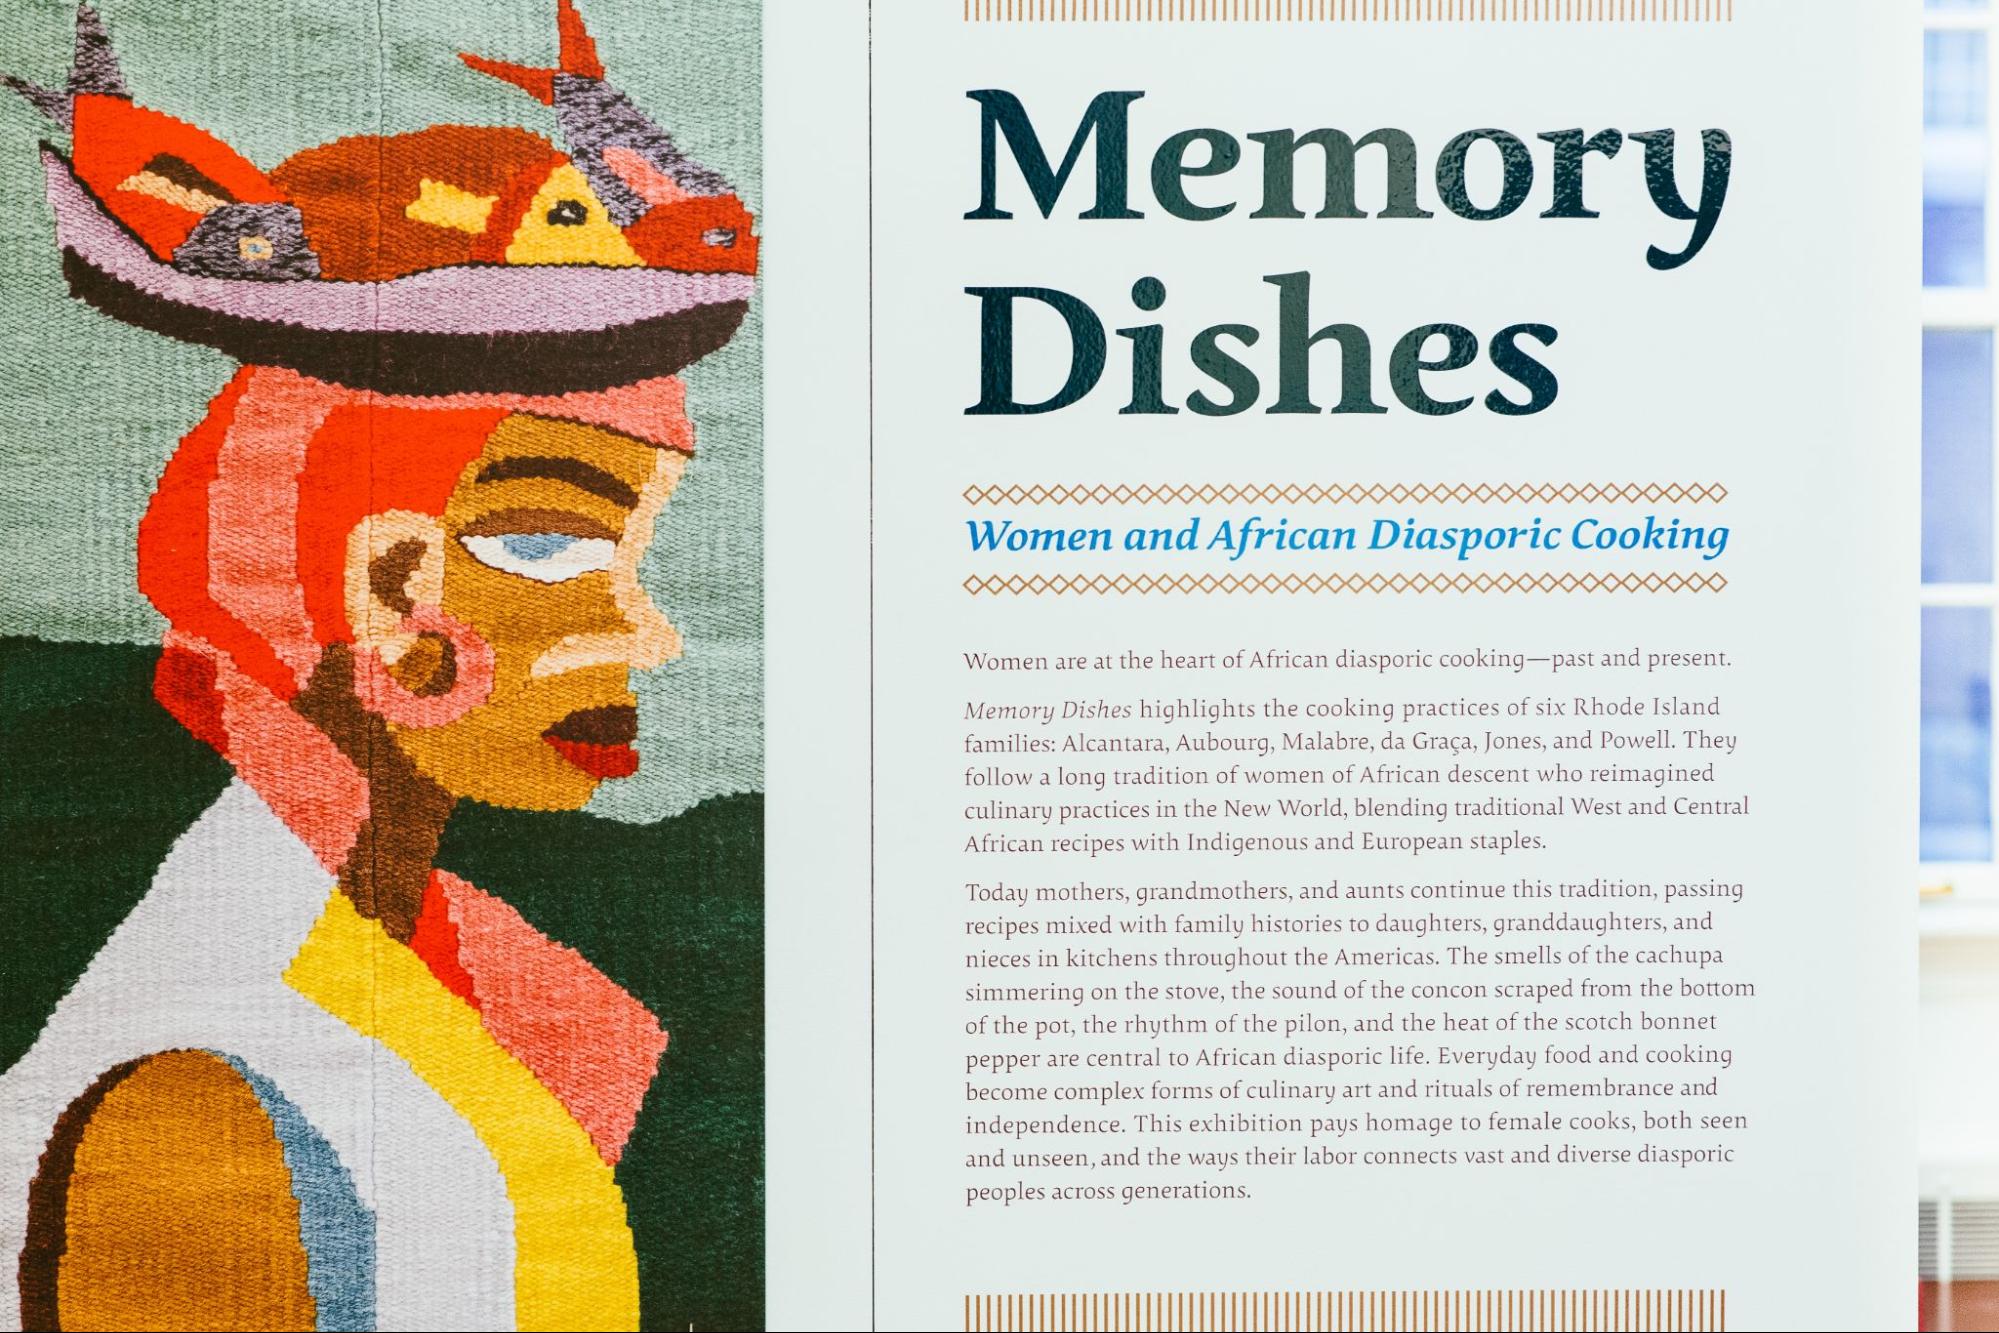 Memory
Dishes
Women and African Diasporic Cooking
Women are at the heart of African diasporic cooking—past and present.
Memory Dishes highlights the cooking practices of six Rhode Island
families: Alcantara, Aubourg, Malabre, da Graça, Jones, and Powell. They
follow a long tradition of women of African descent who reimagined
culinary practices in the New World, blending traditional West and Central
African recipes with Indigenous and European staples.
Today mothers, grandmothers, and aunts continue this tradition, passing
recipes mixed with family histories to daughters, granddaughters, and
nieces in kitchens throughout the Americas. The smells of the cachupa
simmering on the stove, the sound of the concon scraped from the bottom
of the pot, the rhythm of the pilon, and the heat of the scotch bonnet
pepper are central to African diasporic life. Everyday food and cooking
become complex forms of culinary art and rituals of remembrance and
independence. This exhibition pays homage to female cooks, both seen
and unseen, and the ways their labor connects vast and diverse diasporic
peoples across generations.